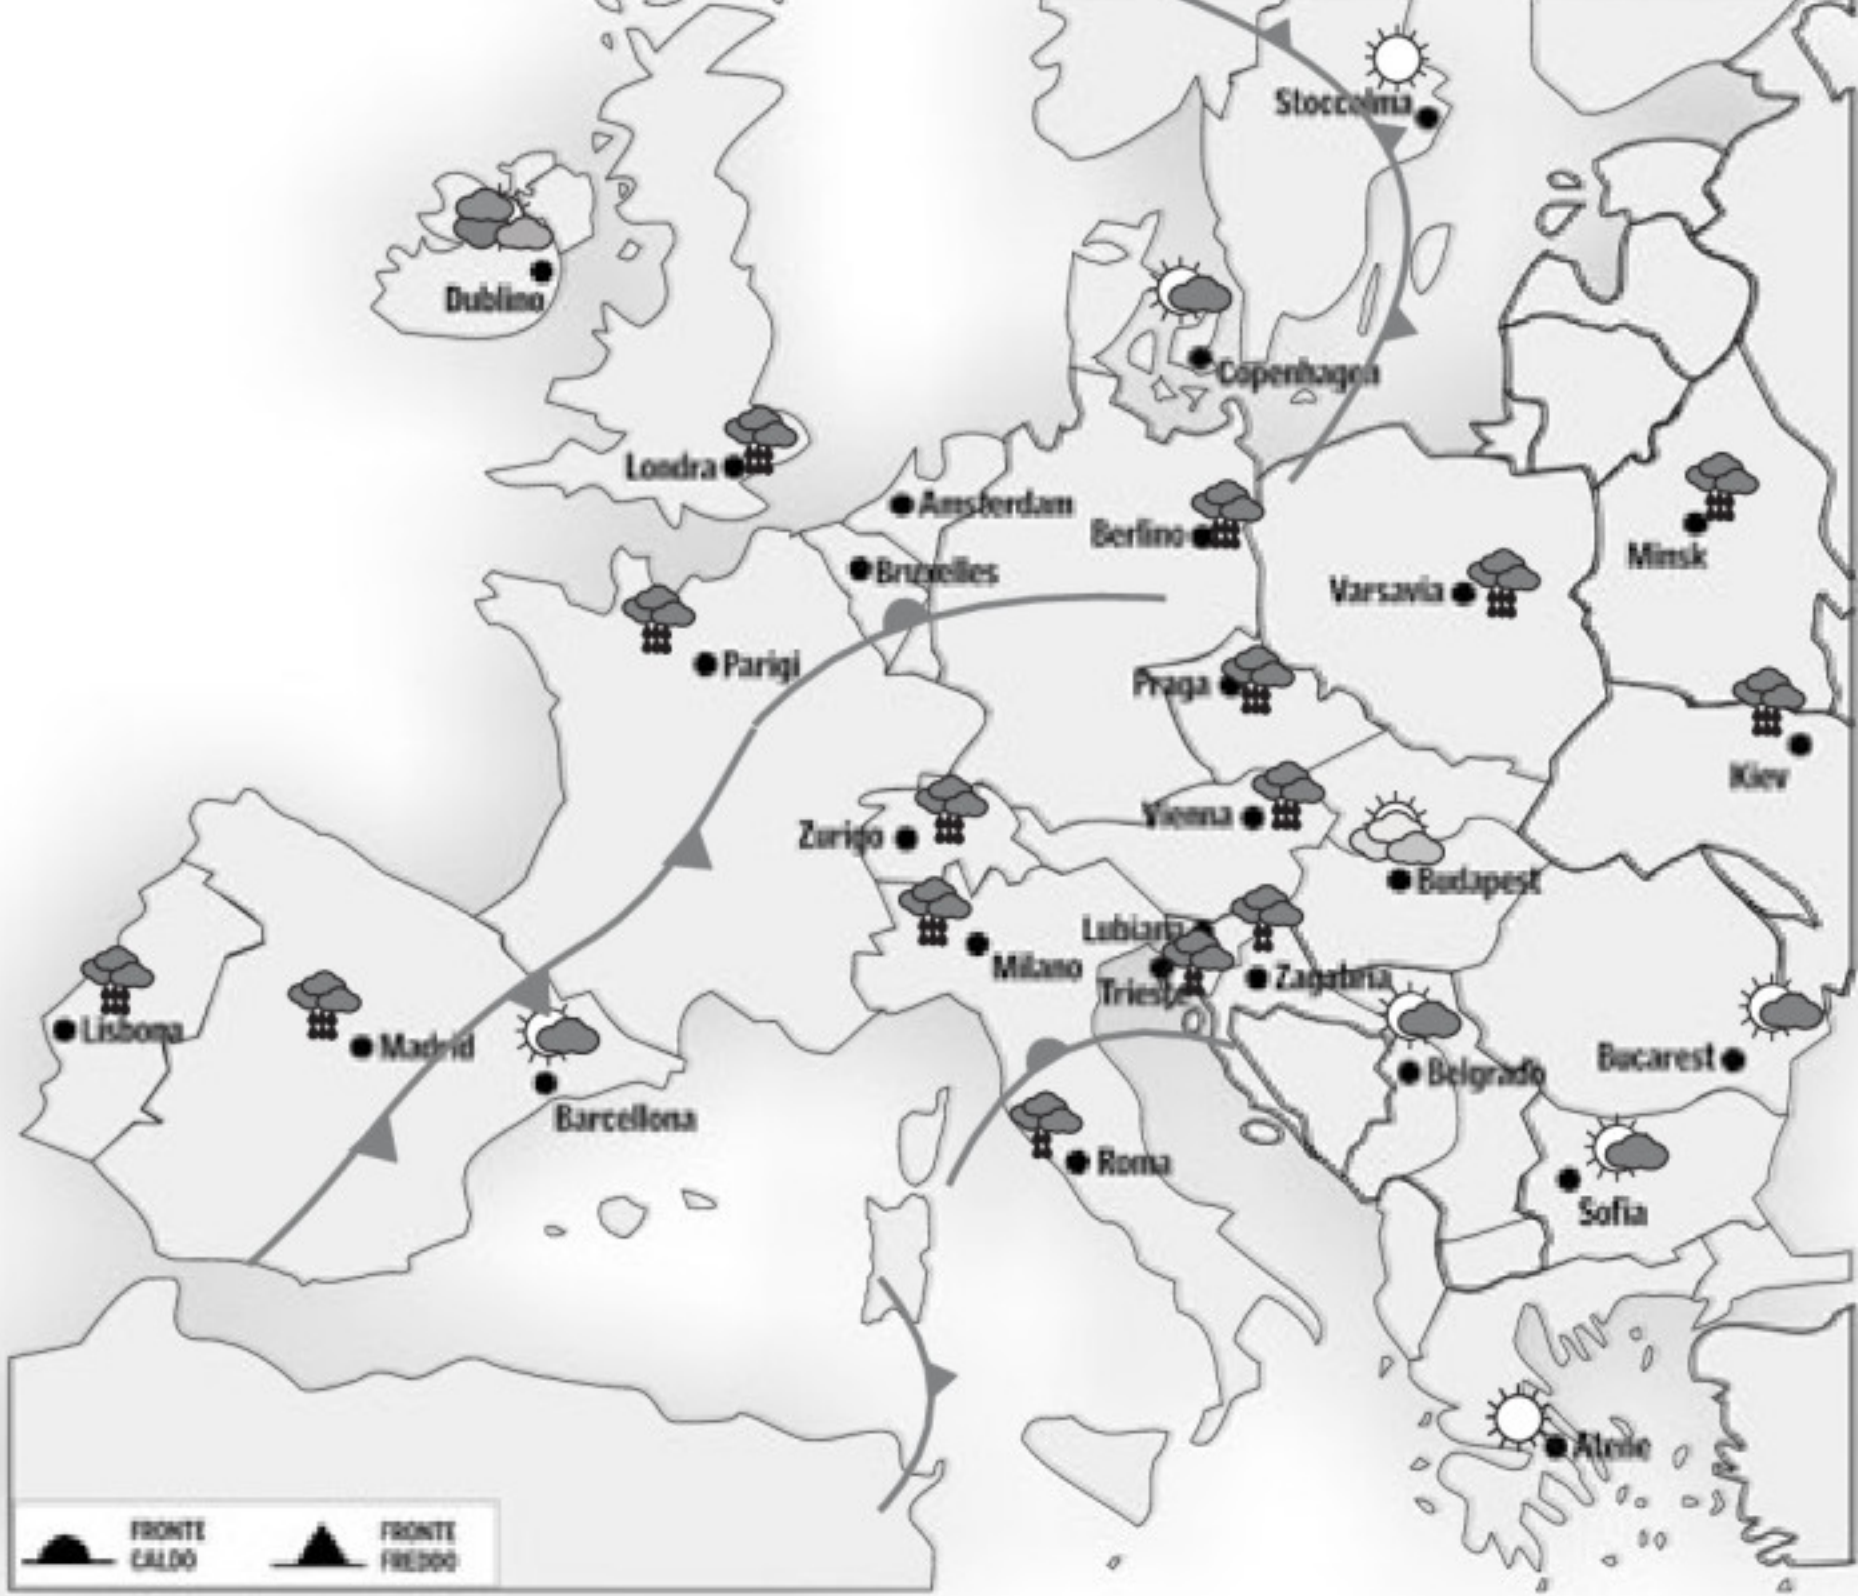 Stoccolma
Dublino
Copenhagen
Londra
Amsterdam
Berlino
Minsk
Bruxelles
Varsavia
Parigi
Praga
Kiev
Vienna
Zurigo
Budapest
Lubiana
Milano
Zagabria
Trieste
Lisbona
Madrid
Belgrado
Bucarest
Barcellona
Roma
Sofia
Atene
FRONTE
CALDO
FRONTE
FREDDO